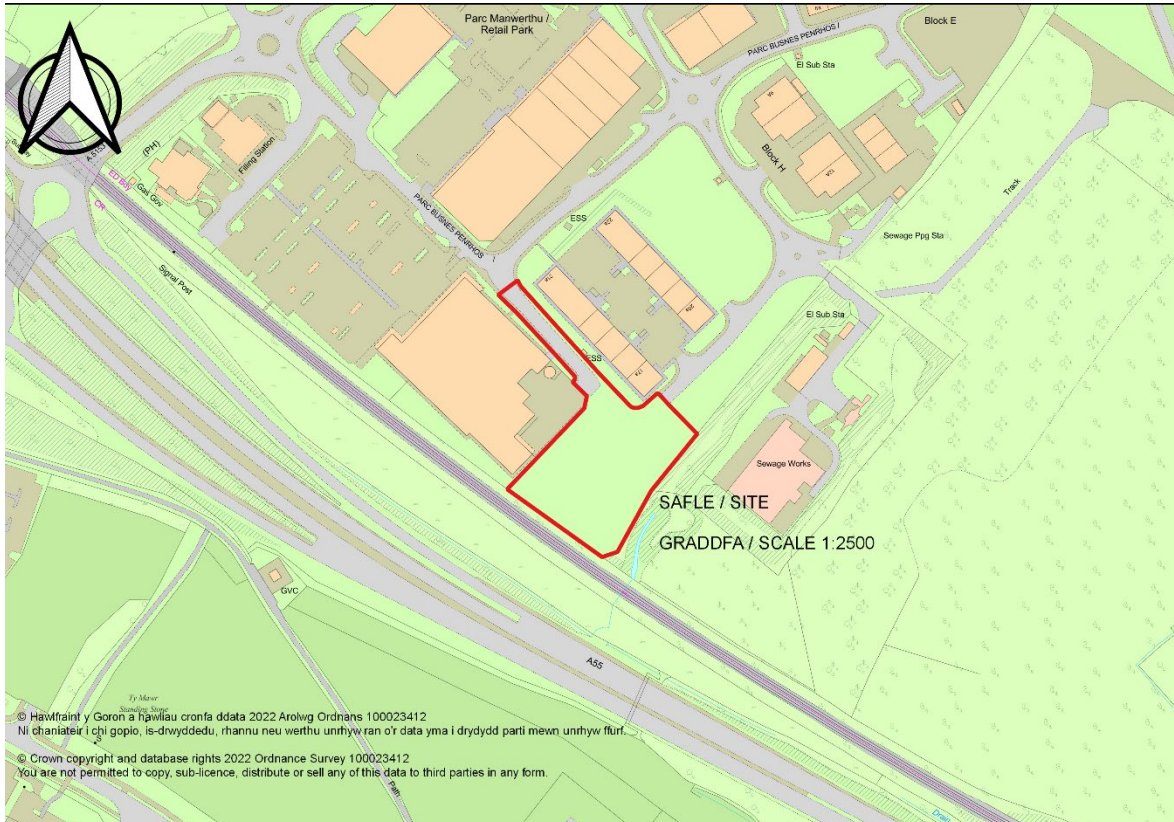 Parc Manwerthu /
Retail Park
Block E
PARC BUSNES PENRHOS
El Sub Sta
(PH)
Filling Station
Gas Gov
ED Bdy
CR
Block H
12A
Track
ESS
PARC BUSNES PENRHOS
Sewage Ppg Sta
Signal Post
El Sub Sta
ESS
Sewage Works
SAFLE / SITE
GRADDFA / SCALE 1:2500
GVC
A55
Ty Mawr
Standing Stone
© Hawlfraint y Goron a hawliau cronfa ddata 2022 Arolwg Ordnans 100023412
Ni chaniateir i chi gopio, is-drwyddedu, rhannu neu werthu unrhyw ran o'r data yma i drydydd parti mewn unrhyw ffurf.
© Crown copyright and database rights 2022 Ordnance Survey 100023412
You are not permitted to copy, sub-licence, distribute or sell any of this data to third parties in any form.
Path
Drain